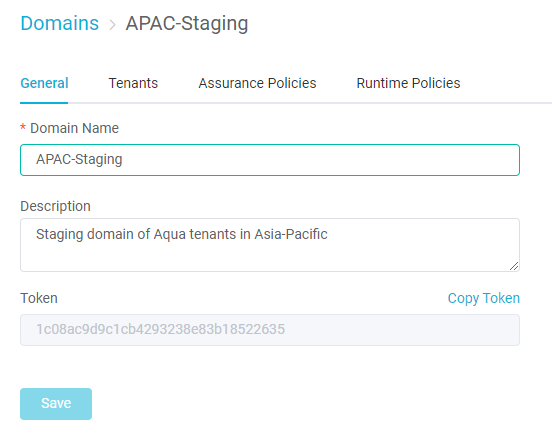 Domains > APAC-Staging
General Tenants Assurance Policies Runtime Policies
* Domain Name
APAC-Staging
Description
Staging domain of Aqua tenants in Asia-Pacific
Token Copy Token
1c08ac9d9c1cb4293238e83b18522635
Save